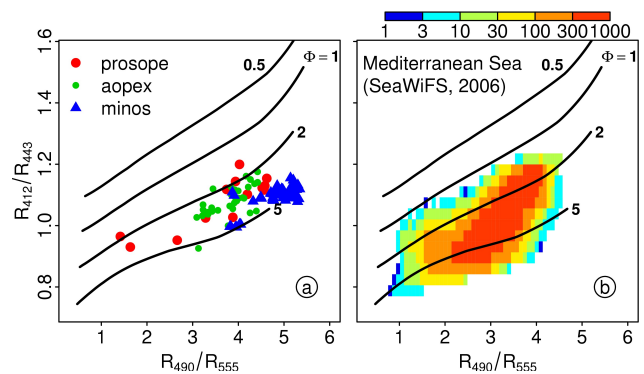 1 3 10 30 100 300 1000
1.6
1.4
1.2
1.0
0.8
R412/R443
prosope
aopex
minos
0.5
Φ = 1
2
5
a
1 2 3 4 5 6
R490/R555
Mediterranean Sea
(SeaWiFS, 2006)
0.5
Φ = 1
2
5
b
1 2 3 4 5 6
R490/R555